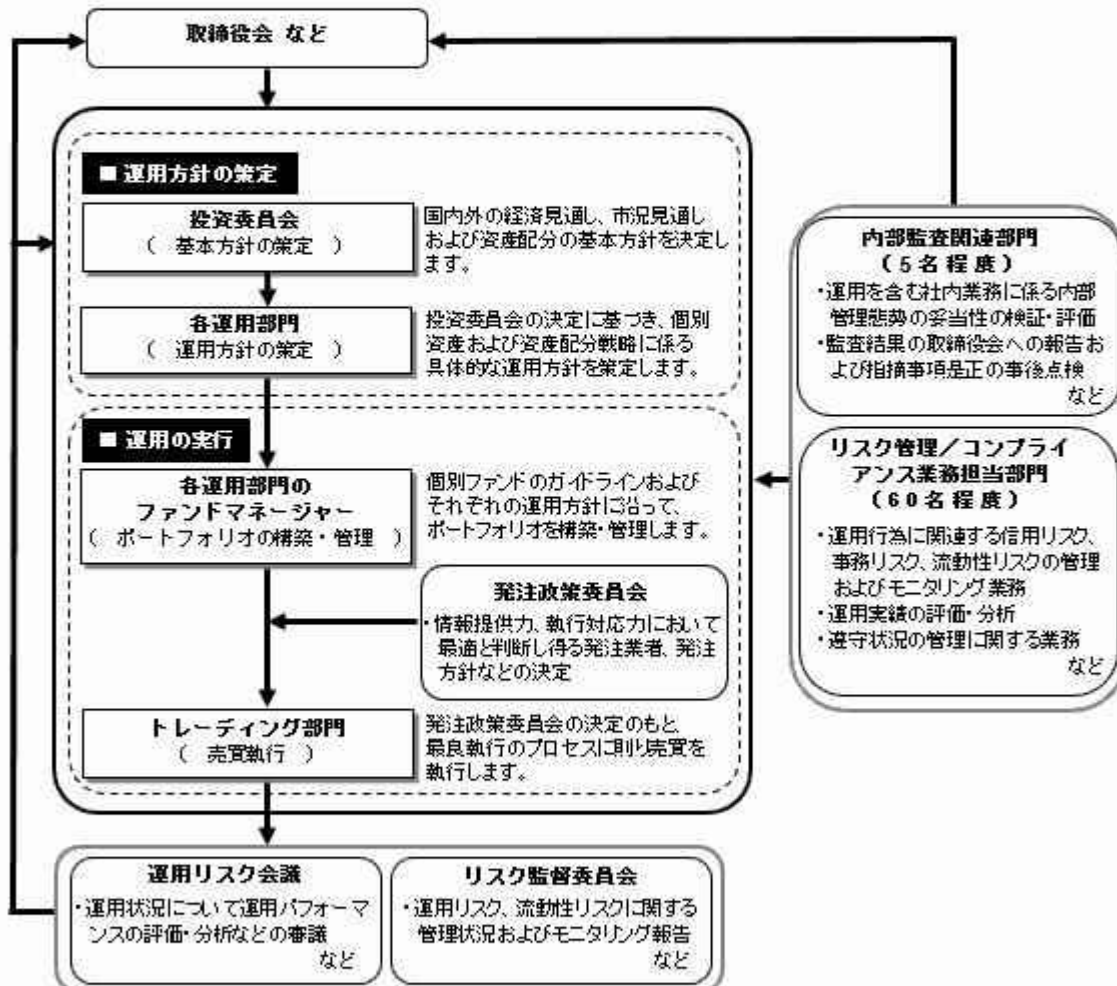 取締役会 など
■ 運用方針の策定
投資委員会
( 基本方針の策定 )
国内外の経済見通し、市況見通し
および資産配分の基本方針を決定し
ます。
各運用部門
( 運用方針の策定 )
投資委員会の決定に基づき、個別
資産および資産配分戦略に係る
具体的な運用方針を策定します。
■ 運用の実行
各運用部門の
ファンドマネージャー
( ポートフォリオの構築・管理 )
個別ファンドのガイドラインおよび
それぞれの運用方針に沿って、
ポートフォリオを構築・管理します。
発注政策委員会
・情報提供力、執行対応力において
最適と判断し得る発注業者、発注
方針などの決定
トレーディング部門
( 売買執行 )
発注政策委員会の決定のもと、
最良執行のプロセスに則り売買を
執行します。
運用リスク会議
・運用状況について運用パフォーマ
ンスの評価・分析などの審議
など
リスク監督委員会
・運用リスク、流動性リスクに関する
管理状況およびモニタリング報告
など
内部監査関連部門
(5名程度)
・運用を含む社内業務に係る内部
管理態勢の妥当性の検証・評価
・監査結果の取締役会への報告
および指摘事項是正の事後点検
など
リスク管理/コンプライ
アンス業務担当部門
(60名程度)
・運用行為に関連する信用リスク、
事務リスク、流動性リスクの管理
およびモニタリング業務
・運用実績の評価・分析
・遵守状況の管理に関する業務
など